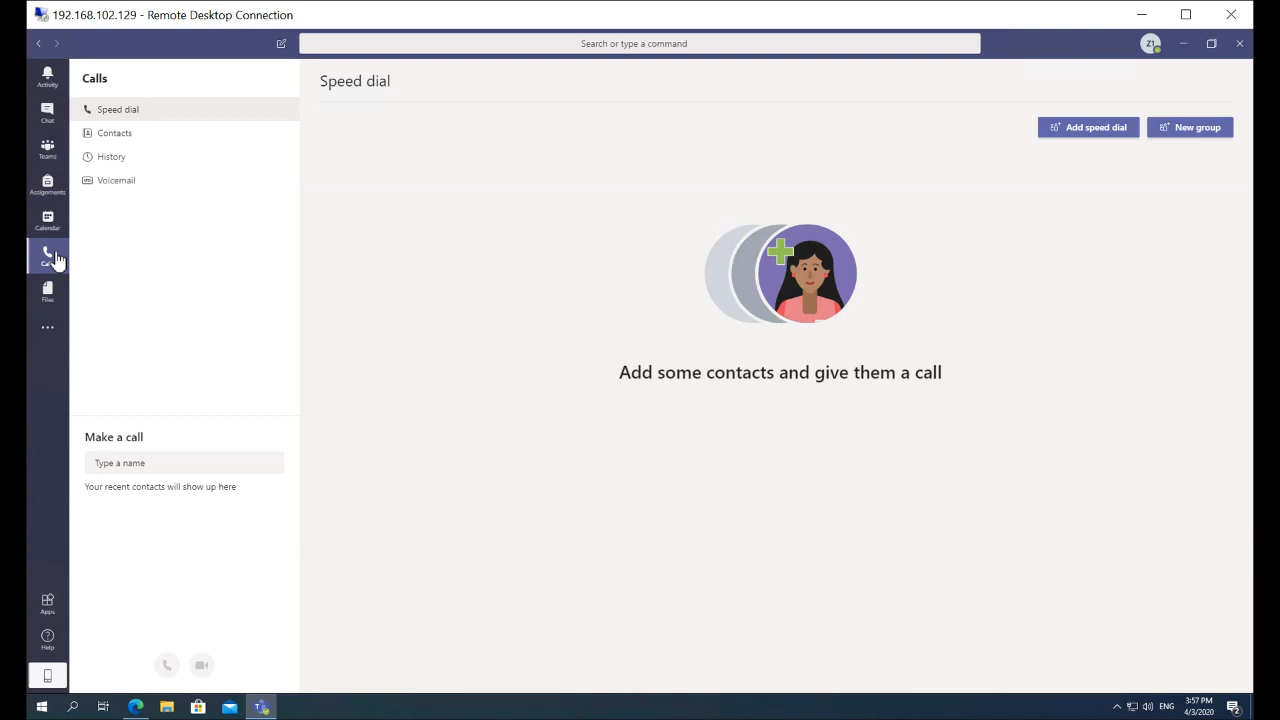 192.168.102.129 - Remote Desktop Connection
Search or type a command
Z1
Activity
Chat
Teams
Assignments
Calendar
Files
Apps
Help
Calls
Speed dial
Contacts
History
Voicemail
Make a call
Type a name
Your recent contacts will show up here
Speed dial
Add speed dial
New group
Add some contacts and give them a call
ENG
3:57 PM
4/3/2020
2